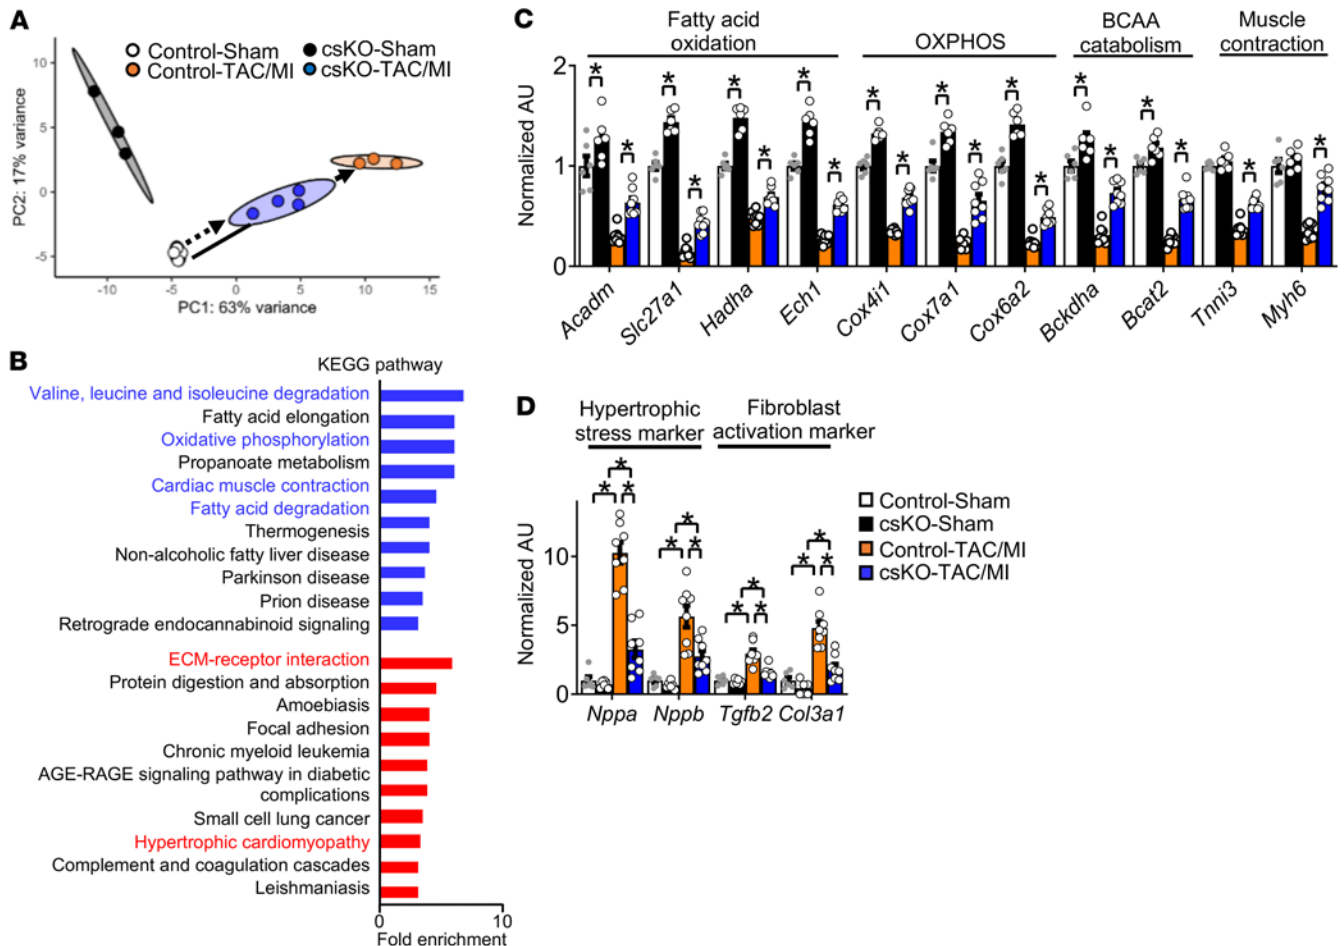 A
Control-Sham
csKO-Sham
Control-TAC/MI
csKO-TAC/MI
PC2: 17% variance
10
5
0
-5
-10
-5
0
5
10
15
PC1: 63% variance
B
KEGG pathway
Valine, leucine and isoleucine degradation
Fatty acid elongation
Oxidative phosphorylation
Propanoate metabolism
Cardiac muscle contraction
Fatty acid degradation
Thermogenesis
Non-alcoholic fatty liver disease
Parkinson disease
Prion disease
Retrograde endocannabinoid signaling
ECM-receptor interaction
Protein digestion and absorption
Amoebiasis
Focal adhesion
Chronic myeloid leukemia
AGE-RAGE signaling pathway in diabetic
complications
Small cell lung cancer
Hypertrophic cardiomyopathy
Complement and coagulation cascades
Leishmaniasis
0
10
Fold enrichment
C
Fatty acid
oxidation
OXPHOS
BCAA
catabolism
Muscle
contraction
Normalized AU
2
1
0
* * * * * * * * * * * * * * * * * * * *
Acadm
Slc27a1
Hadha
Ech1
Cox4i1
Cox7a1
Cox6a2
Bckdha
Bcat2
Tnni3
Myh6
D
Hypertrophic
stress marker
Fibroblast
activation marker
Normalized AU
10
5
0
* * * * * * * * * * * *
Nppa
Nppb
Tgfb2
Col3a1
Control-Sham
csKO-Sham
Control-TAC/MI
csKO-TAC/MI